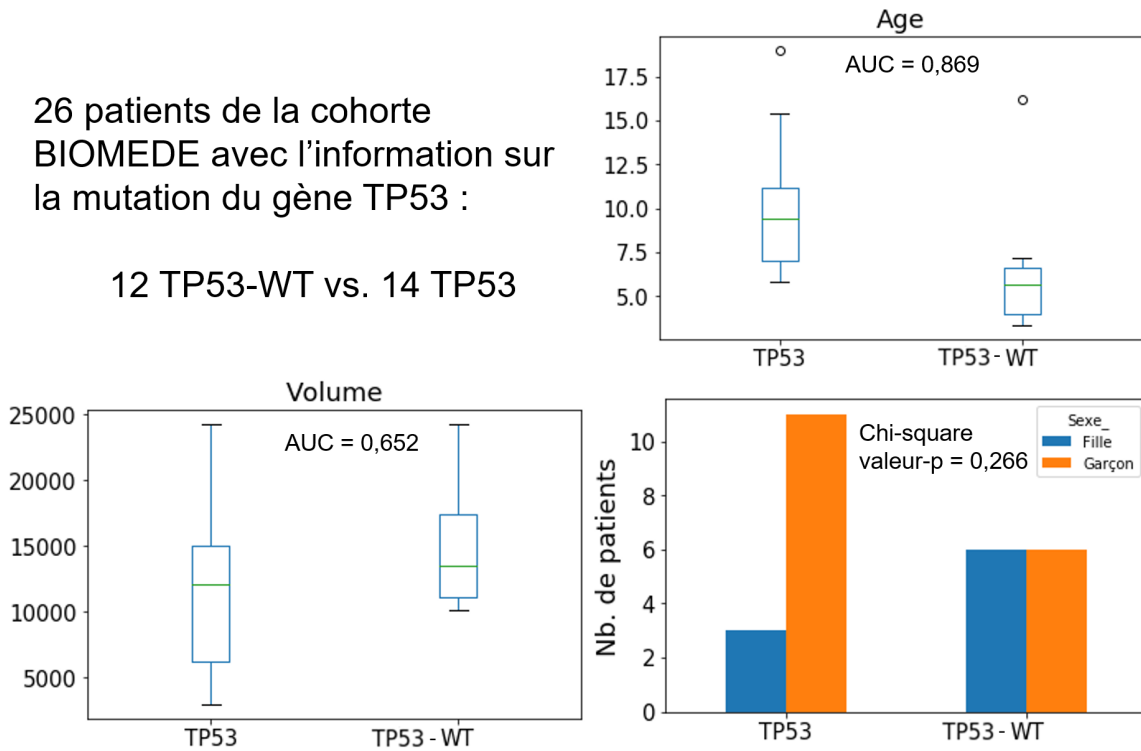 26 patients de la cohorte
BIOMEDE avec l’information sur
la mutation du gène TP53 :
12 TP53-WT vs. 14 TP53
Age
AUC = 0,869
17.5
15.0
12.5
10.0
7.5
5.0
TP53
TP53 - WT
Volume
AUC = 0,652
25000
20000
15000
10000
5000
TP53
TP53 - WT
Nb. de patients
Chi-square
valeur-p = 0,266
Sexe_
Fille
Garçon
10
8
6
4
2
0
TP53
TP53 - WT